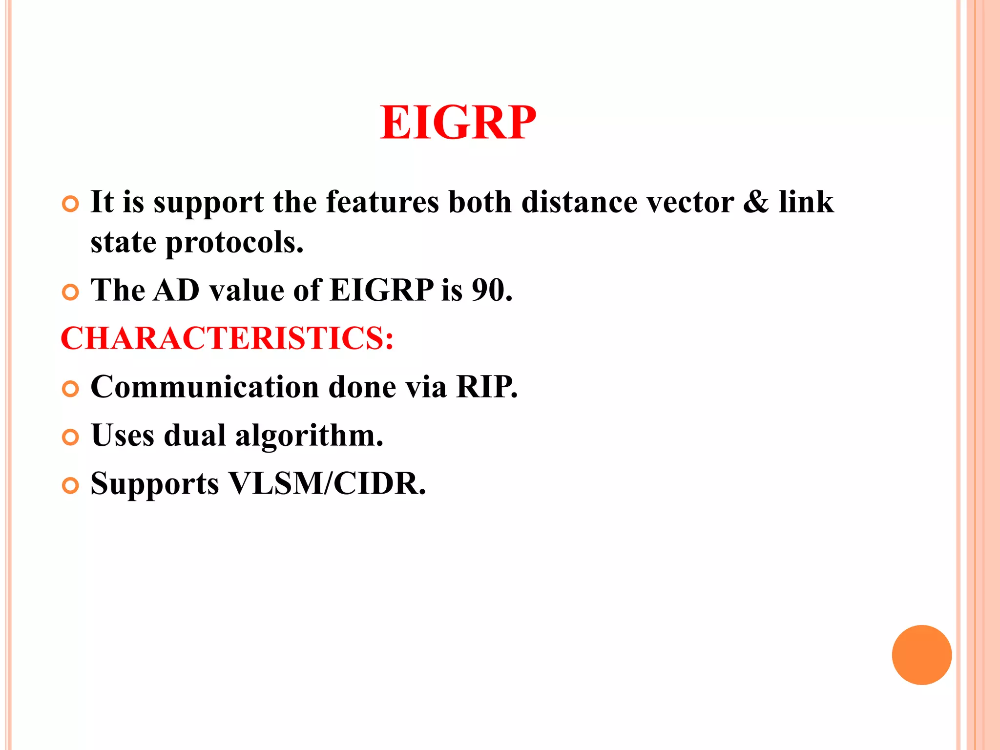 EIGRP
It is support the features both distance vector & link
state protocols.
The AD value of EIGRP is 90.
CHARACTERISTICS:
Communication done via RIP.
Uses dual algorithm.
Supports VLSM/CIDR.